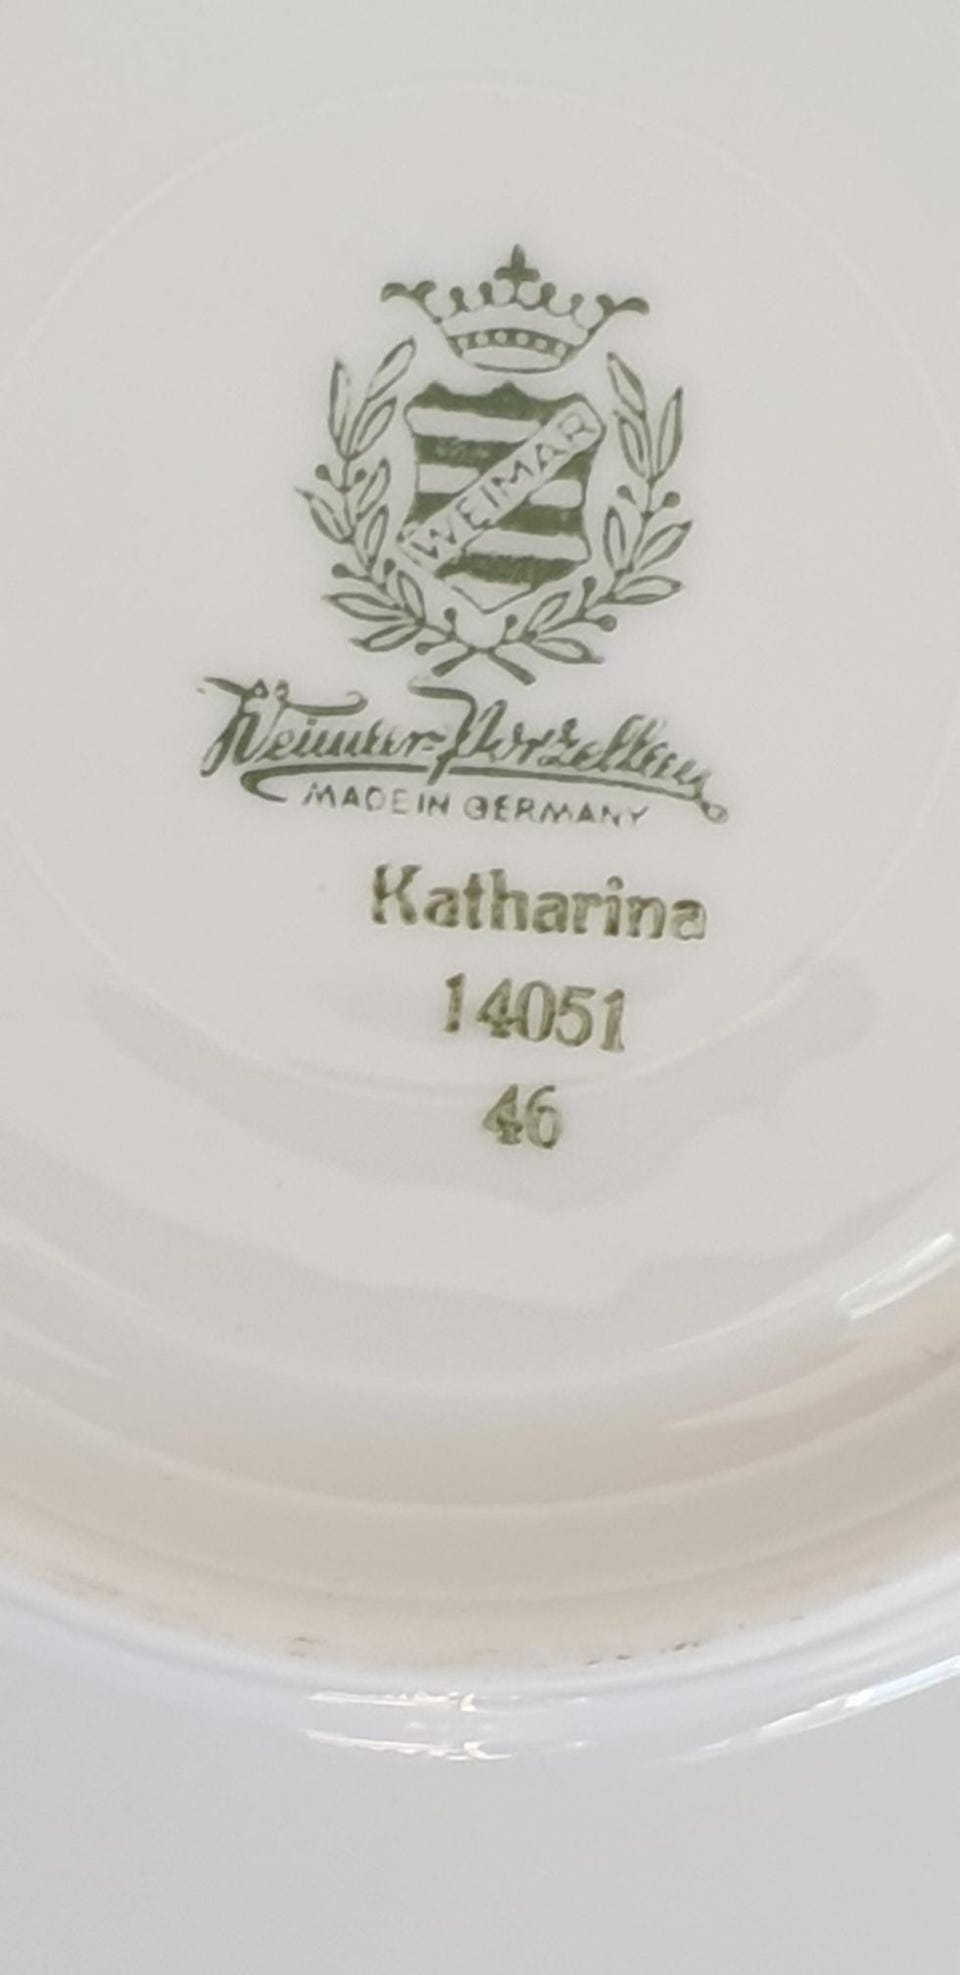 WEIMAR
Weimar-Porzellan
MADE IN GERMANY
Katharina
14051
46